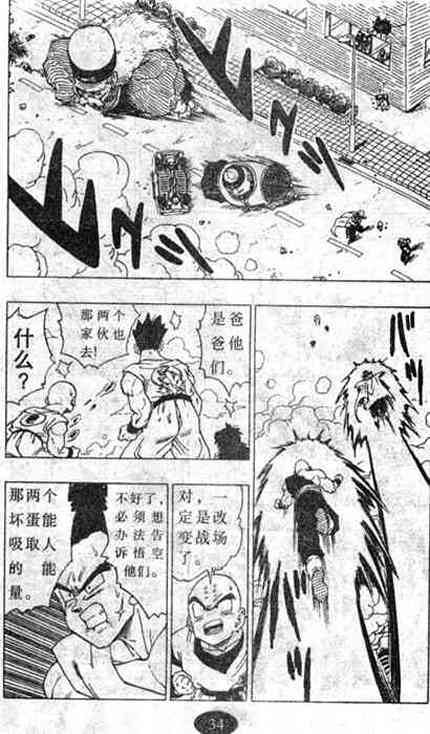 是爸
爸他
们。
那两个
家伙也
去!
什么?
对，一
定是改
变战场
了。
不好了，
必须想
办法告
诉悟空
他们。
那两个
坏蛋能
吸取人
的能
量。
34